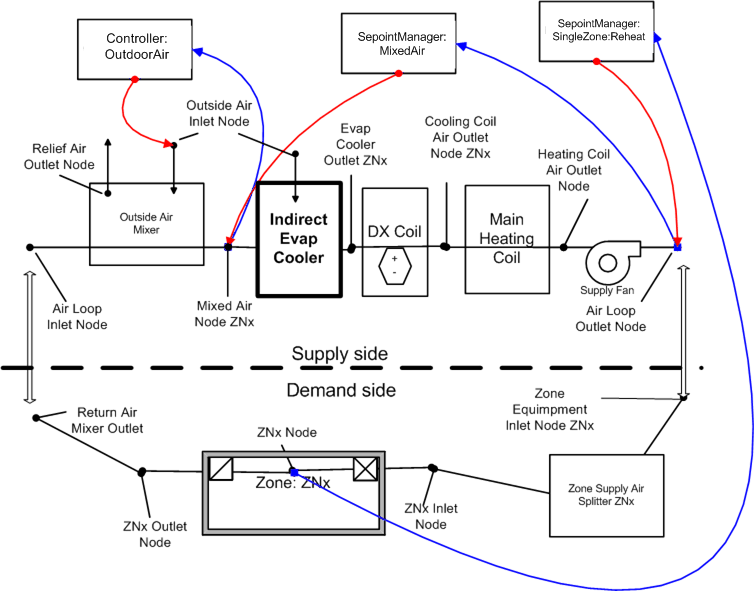 Controller:
OutdoorAir
SepointManager:
MixedAir
SepointManager:
SingleZone:Reheat
Relief Air
Outlet Node
Outside Air
Inlet Node
Evap
Cooler
Outlet ZNx
Cooling Coil
Air Outlet
Node ZNx
Heating Coil
Air Outlet
Node
Outside Air
Mixer
Indirect
Evap
Cooler
DX Coil
+
-
Main
Heating
Coil
Supply Fan
Air Loop
Inlet Node
Mixed Air
Node ZNx
Air Loop
Outlet Node
Supply side
Demand side
Return Air
Mixer Outlet
ZNx Node
Zone
Equimpment
Inlet Node ZNx
Zone: ZNx
ZNx Outlet
Node
ZNx Inlet
Node
Zone Supply Air
Splitter ZNx